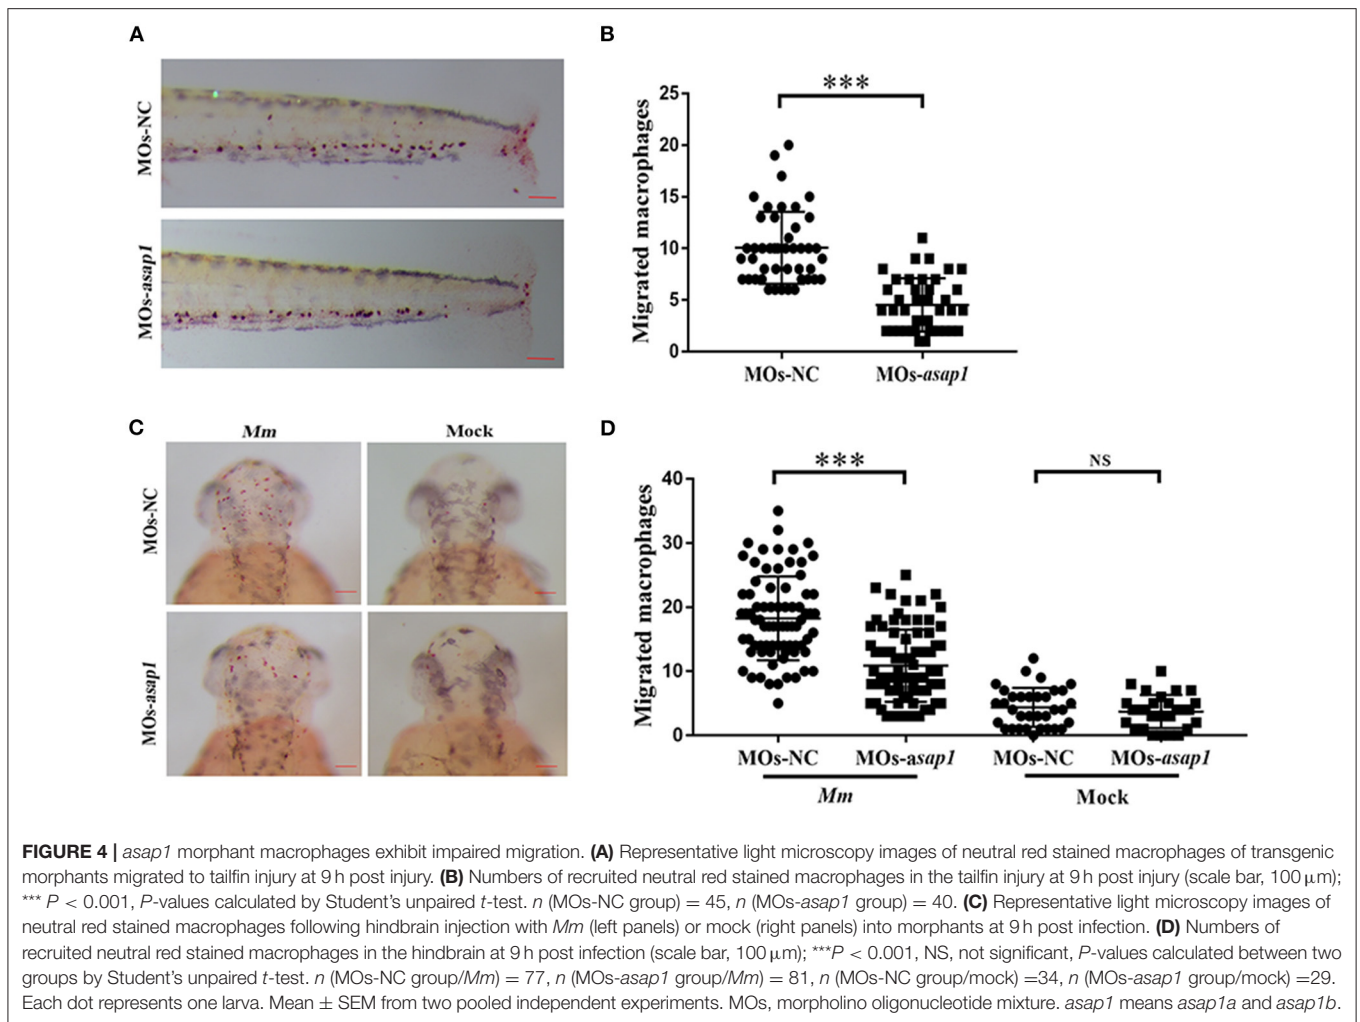 A
MOs-NC
MOs-asap1
B
***
Migrated macrophages
25
20
15
10
5
0
MOs-NC
MOs-asap1
C
Mm
Mock
MOs-NC
MOs-asap1
D
***
NS
Migrated macrophages
40
30
20
10
0
MOs-NC
MOs-asap1
MOs-NC
MOs-asap1
Mm
Mock
FIGURE 4 | asap1 morphant macrophages exhibit impaired migration. (A) Representative light microscopy images of neutral red stained macrophages of transgenic
morphants migrated to tailfin injury at 9 h post injury. (B) Numbers of recruited neutral red stained macrophages in the tailfin injury at 9 h post injury (scale bar, 100 μm);
*** P < 0.001, P-values calculated by Student's unpaired t-test. n (MOs-NC group) = 45, n (MOs-asap1 group) = 40. (C) Representative light microscopy images of
neutral red stained macrophages following hindbrain injection with Mm (left panels) or mock (right panels) into morphants at 9 h post infection. (D) Numbers of
recruited neutral red stained macrophages in the hindbrain at 9 h post infection (scale bar, 100 μm); ***P < 0.001, NS, not significant, P-values calculated between two
groups by Student's unpaired t-test. n (MOs-NC group/Mm) = 77, n (MOs-asap1 group/Mm) = 81, n (MOs-NC group/mock) =34, n (MOs-asap1 group/mock) =29.
Each dot represents one larva. Mean ± SEM from two pooled independent experiments. MOs, morpholino oligonucleotide mixture. asap1 means asap1a and asap1b.